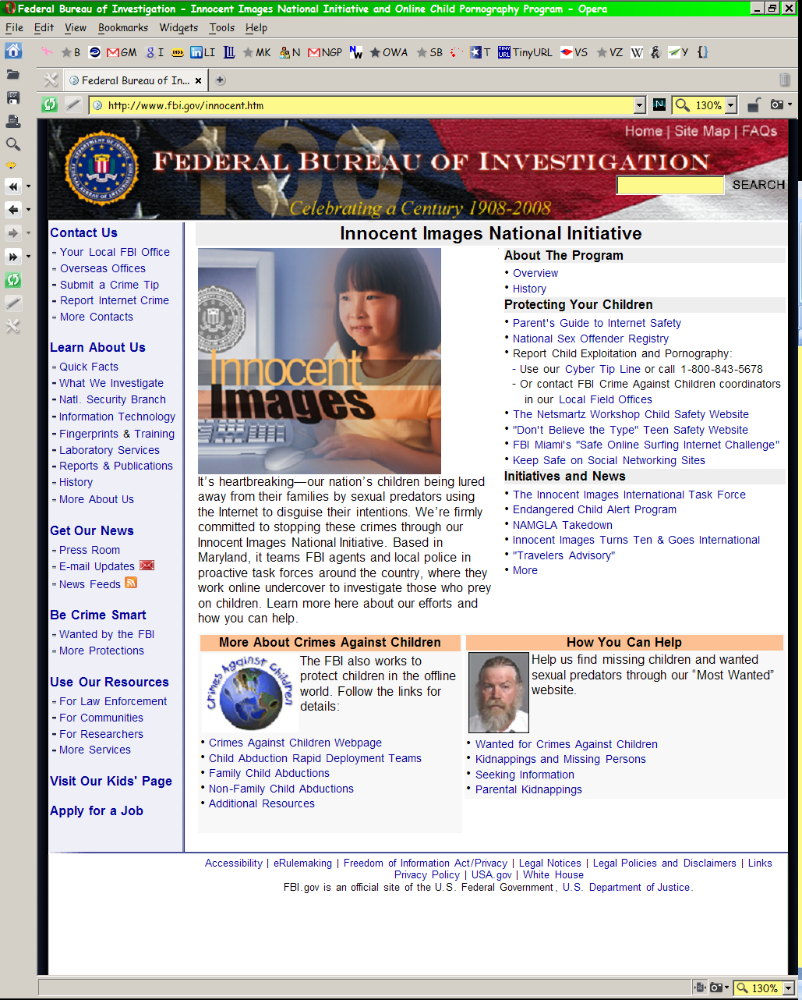 Federal Bureau of Investigation - Innocent Images National Initiative and Online Child Pornography Program - Opera
File Edit View Bookmarks Widgets Tools Help
B GM I LI MK N NGP OWA SB T TinyURL VS VZ Y
Federal Bureau of In...
http://www.fbi.gov/innocent.htm
130%
Home | Site Map | FAQs
100
FEDERAL BUREAU OF INVESTIGATION
SEARCH
Celebrating a Century 1908-2008
Contact Us
- Your Local FBI Office
- Overseas Offices
- Submit a Crime Tip
- Report Internet Crime
- More Contacts
Learn About Us
- Quick Facts
- What We Investigate
- Natl. Security Branch
- Information Technology
- Fingerprints & Training
- Laboratory Services
- Reports & Publications
- History
- More About Us
Get Our News
- Press Room
- E-mail Updates
- News Feeds
Be Crime Smart
- Wanted by the FBI
- More Protections
Use Our Resources
- For Law Enforcement
- For Communities
- For Researchers
- More Services
Visit Our Kids' Page
Apply for a Job
Innocent Images National Initiative
Innocent
Images
It's heartbreaking—our nation's children being lured
away from their families by sexual predators using
the Internet to disguise their intentions. We're firmly
committed to stopping these crimes through our
Innocent Images National Initiative. Based in
Maryland, it teams FBI agents and local police in
proactive task forces around the country, where they
work online undercover to investigate those who prey
on children. Learn more here about our efforts and
how you can help.
About The Program
• Overview
• History
Protecting Your Children
• Parent's Guide to Internet Safety
• National Sex Offender Registry
• Report Child Exploitation and Pornography:
- Use our Cyber Tip Line or call 1-800-843-5678
- Or contact FBI Crime Against Children coordinators
in our Local Field Offices
• The Netsmartz Workshop Child Safety Website
• "Don't Believe the Type" Teen Safety Website
• FBI Miami's "Safe Online Surfing Internet Challenge"
• Keep Safe on Social Networking Sites
Initiatives and News
• The Innocent Images International Task Force
• Endangered Child Alert Program
• NAMGLA Takedown
• Innocent Images Turns Ten & Goes International
• "Travelers Advisory"
• More
More About Crimes Against Children
Crimes Against Children
The FBI also works to
protect children in the offline
world. Follow the links for
details:
• Crimes Against Children Webpage
• Child Abduction Rapid Deployment Teams
• Family Child Abductions
• Non-Family Child Abductions
• Additional Resources
How You Can Help
Help us find missing children and wanted
sexual predators through our “Most Wanted”
website.
• Wanted for Crimes Against Children
• Kidnappings and Missing Persons
• Seeking Information
• Parental Kidnappings
Accessibility | eRulemaking | Freedom of Information Act/Privacy | Legal Notices | Legal Policies and Disclaimers | Links
Privacy Policy | USA.gov | White House
FBI.gov is an official site of the U.S. Federal Government, U.S. Department of Justice.
130%